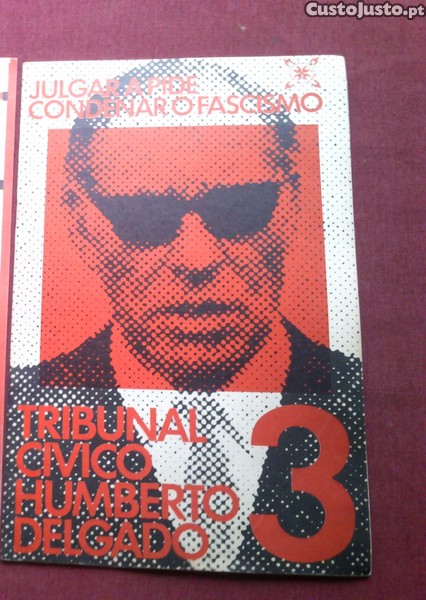 CustoJusto.pt
JULGAR A PIDE
CONDENAR O FASCISMO
TRIBUNAL
CIVICO
HUMBERTO
DELGADO
3